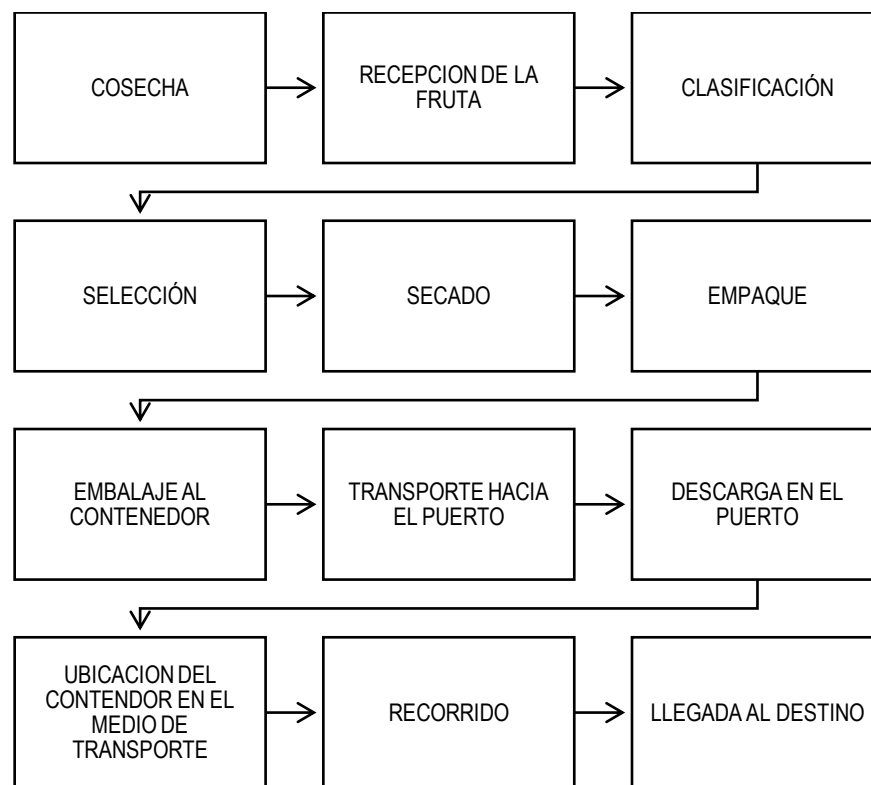 COSECHA
RECEPCION DE LA
FRUTA
CLASIFICACIÓN
SELECCIÓN
SECADO
EMPAQUE
EMBALAJE AL
CONTENEDOR
TRANSPORTE HACIA
EL PUERTO
DESCARGA EN EL
PUERTO
UBICACION DEL
CONTENDOR EN EL
MEDIO DE
TRANSPORTE
RECORRIDO
LLEGADA AL DESTINO